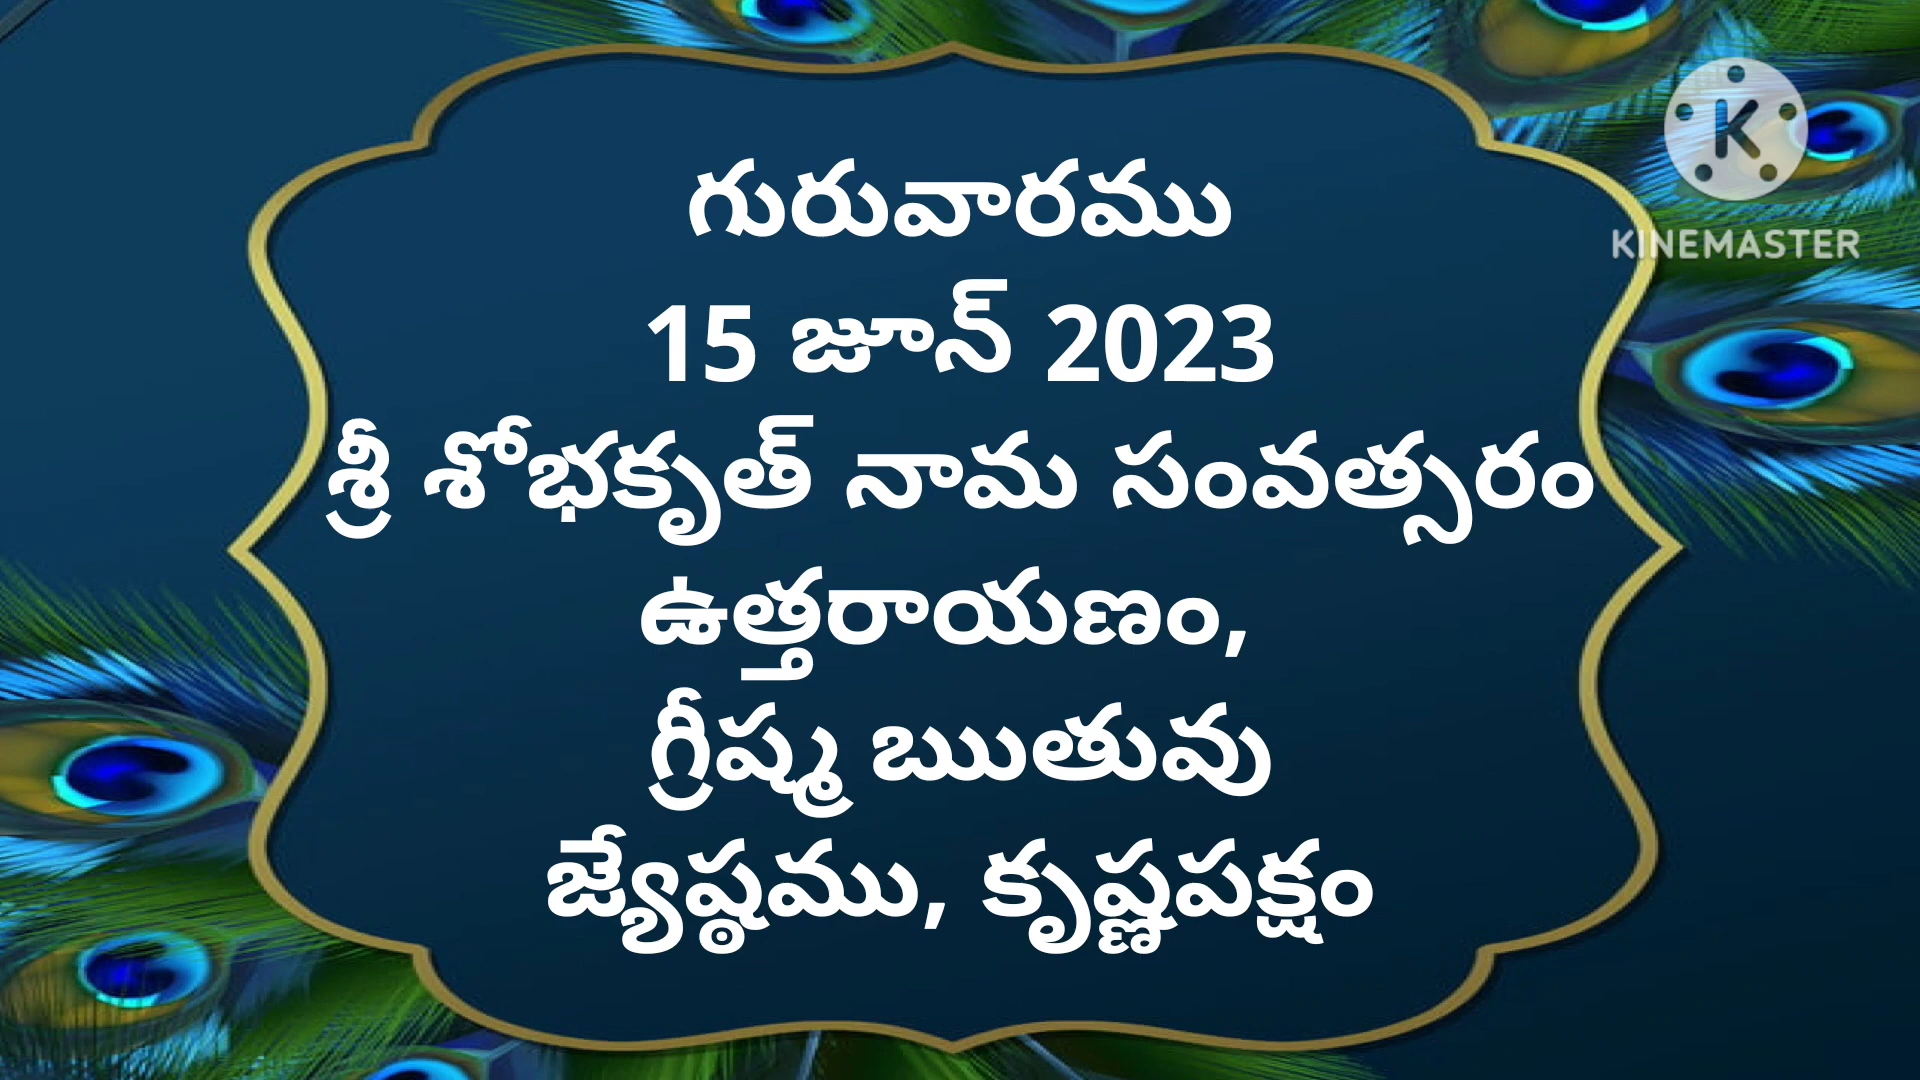 గురువారము
15 జూన్ 2023
శ్రీ శోభకృత్ నామ సంవత్సరం
ఉత్తరాయణం,
గ్రీష్మ ఋతువు
జ్యేష్ఠము, కృష్ణపక్షం
K
KINEMASTER